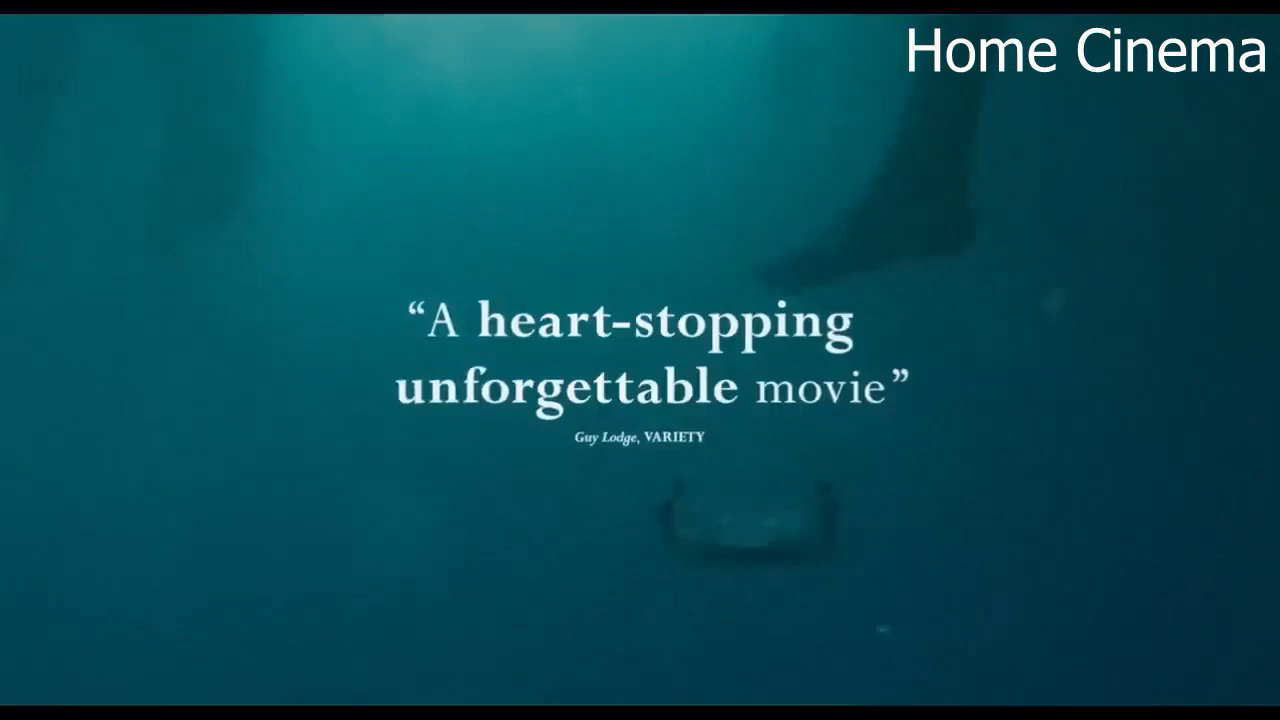 Home Cinema
“A heart-stopping
unforgettable movie”
Guy Lodge, VARIETY